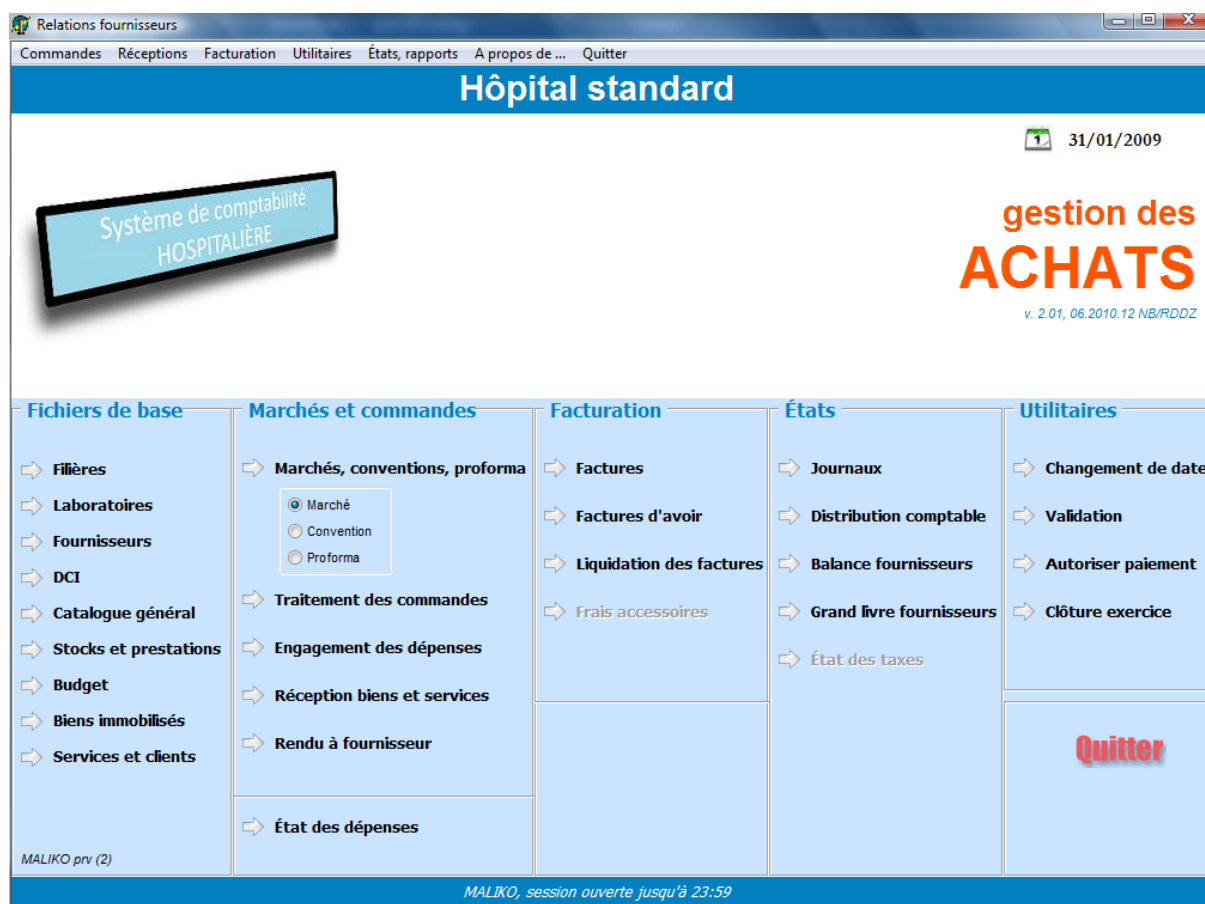 Relations fournisseurs
Commandes Réceptions Facturation Utilitaires États, rapports A propos de ... Quitter
Hôpital standard
1
31/01/2009
Système de comptabilité
HOSPITALIÈRE
gestion des
ACHATS
v. 2.01, 06.2010.12 NB/RDDZ
Fichiers de base
Filières
Laboratoires
Fournisseurs
DCI
Catalogue général
Stocks et prestations
Budget
Biens immobilisés
Services et clients
MALIKO prv (2)
Marchés et commandes
Marchés, conventions, proforma
Marché
Convention
Proforma
Traitement des commandes
Engagement des dépenses
Réception biens et services
Rendu à fournisseur
État des dépenses
Facturation
Factures
Factures d'avoir
Liquidation des factures
Frais accessoires
États
Journaux
Distribution comptable
Balance fournisseurs
Grand livre fournisseurs
État des taxes
Utilitaires
Changement de date
Validation
Autoriser paiement
Clôture exercice
Quitter
MALIKO, session ouverte jusqu'à 23:59